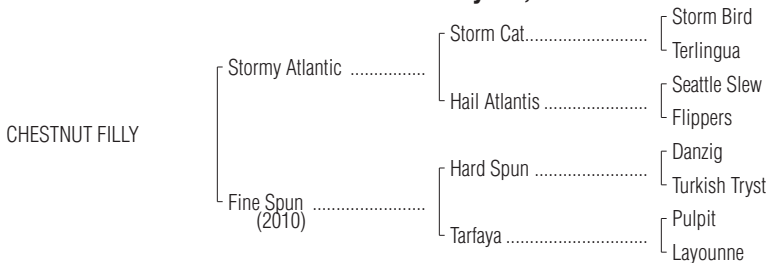 Storm Bird
Storm Cat..............................
Terlingua
Stormy Atlantic ..................
Seattle Slew
Hail Atlantis .........................
Flippers
CHESTNUT FILLY
Danzig
Hard Spun ...........................
Turkish Tryst
Fine Spun ...........................
(2010)
Pulpit
Tarfaya ..................................
Layounne